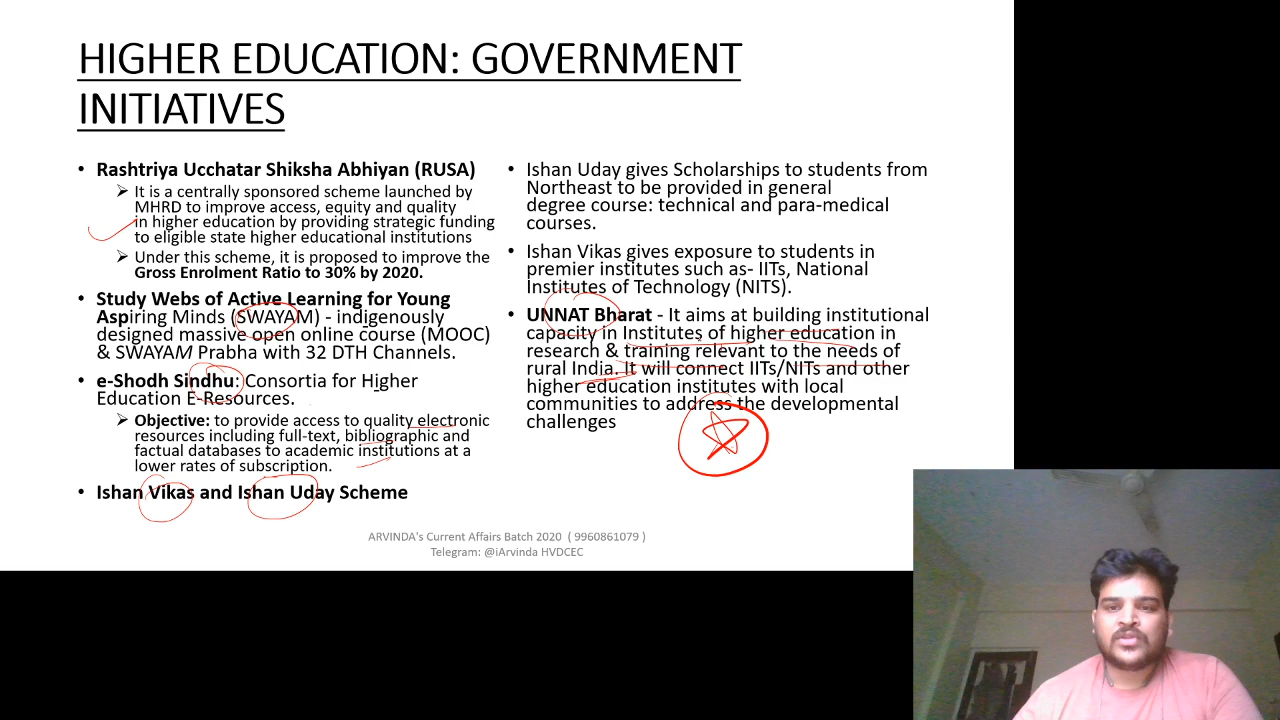 HIGHER EDUCATION: GOVERNMENT
INITIATIVES
• Rashtriya Ucchatar Shiksha Abhiyan (RUSA)
➢ It is a centrally sponsored scheme launched by
MHRD to improve access, equity and quality
in higher education by providing strategic funding
to eligible state higher educational institutions
➢ Under this scheme, it is proposed to improve the
Gross Enrolment Ratio to 30% by 2020.
• Study Webs of Active Learning for Young
Aspiring Minds (SWAYAM) - indigenously
designed massive open online course (MOOC)
& SWAYAM Prabha with 32 DTH Channels.
• e-Shodh Sindhu: Consortia for Higher
Education E-Resources.
➢ Objective: to provide access to quality electronic
resources including full-text, bibliographic and
factual databases to academic institutions at a
lower rates of subscription.
• Ishan Vikas and Ishan Uday Scheme
• Ishan Uday gives Scholarships to students from
Northeast to be provided in general
degree course: technical and para-medical
courses.
• Ishan Vikas gives exposure to students in
premier institutes such as- IITs, National
Institutes of Technology (NITS).
• UNNAT Bharat - It aims at building institutional
capacity in Institutes of higher education in
research & training relevant to the needs of
rural India. It will connect IITs/NITs and other
higher education institutes with local
communities to address the developmental
challenges
ARVINDA's Current Affairs Batch 2020 ( 9960861079 )
Telegram: @iArvinda HVDCEC